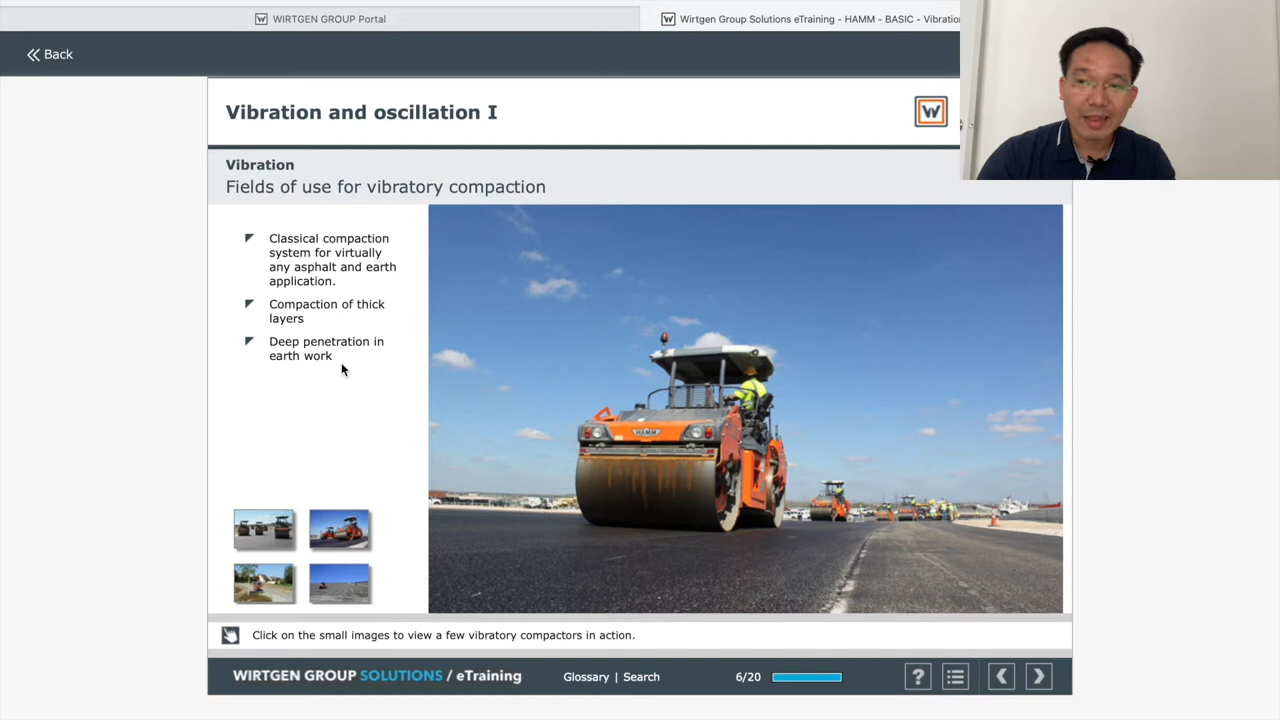 WIRTGEN GROUP Portal
Wirtgen Group Solutions eTraining - HAMM - BASIC - Vibratio
Back
Vibration and oscillation I
W
Vibration
Fields of use for vibratory compaction
Classical compaction
system for virtually
any asphalt and earth
application.
Compaction of thick
layers
Deep penetration in
earth work
HAMM
Click on the small images to view a few vibratory compactors in action.
WIRTGEN GROUP SOLUTIONS / eTraining
Glossary | Search
6/20
?